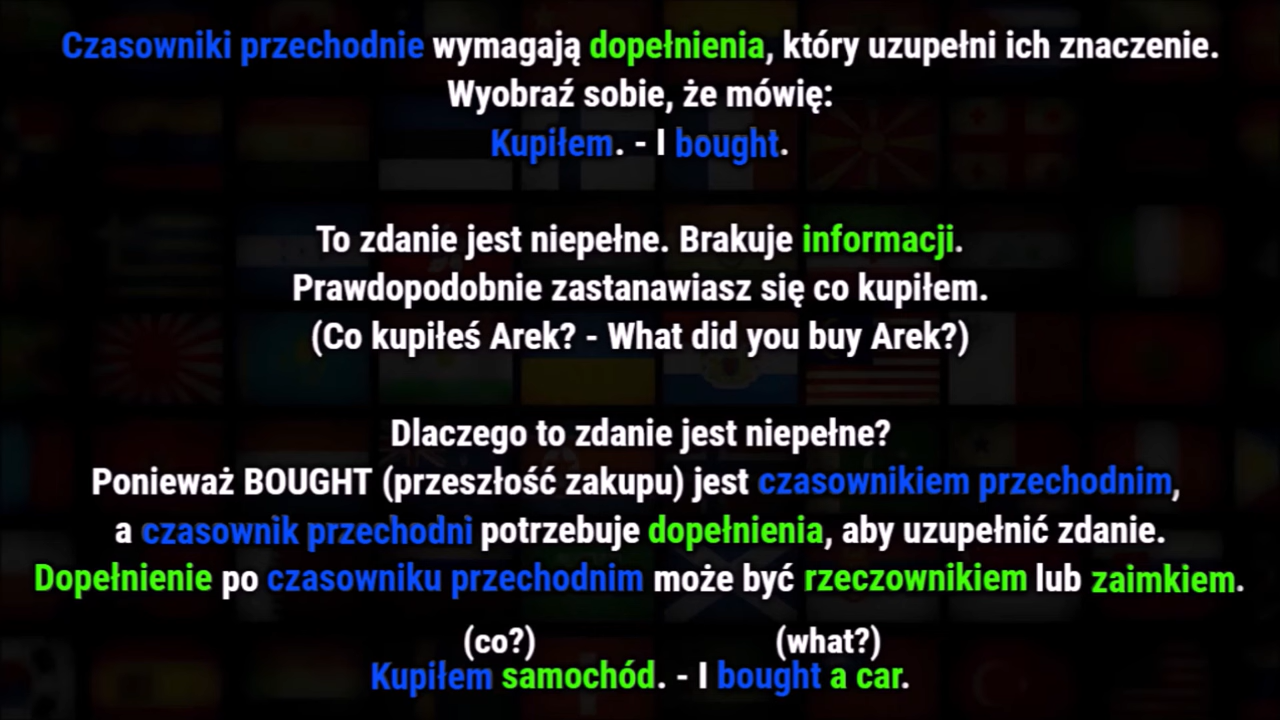 Czasowniki przechodnie wymagają dopełnienia, który uzupełni ich znaczenie.
Wyobraź sobie, że mówię:
Kupiłem. - I bought.
To zdanie jest niepełne. Brakuje informacji.
Prawdopodobnie zastanawiasz się co kupiłem.
(Co kupiłeś Arek? - What did you buy Arek?)
Dlaczego to zdanie jest niepełne?
Ponieważ BOUGHT (przeszłość zakupu) jest czasownikiem przechodnim,
a czasownik przechodni potrzebuje dopełnienia, aby uzupełnić zdanie.
Dopełnienie po czasowniku przechodnim może być rzeczownikiem lub zaimkiem.
(co?) (what?)
Kupiłem samochód. - I bought a car.